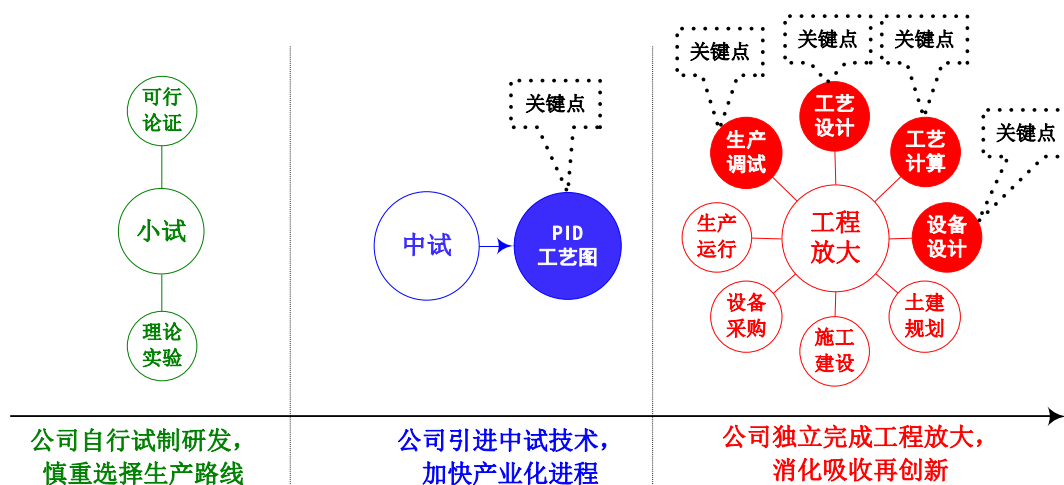 可行
论证
小试
理论
实验
关键点
中试
PID
工艺图
关键点
关键点
关键点
关键点
生产
调试
工艺
设计
工艺
计算
设备
设计
生产
运行
工程
放大
设备
采购
施工
建设
土建
规划
公司自行试制研发，
慎重选择生产路线
公司引进中试技术，
加快产业化进程
公司独立完成工程放大，
消化吸收再创新